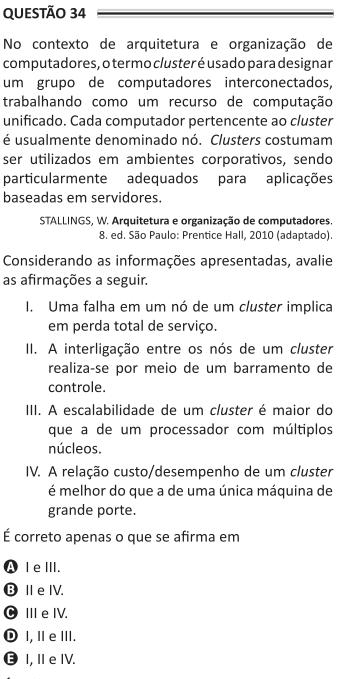 QUESTÃO 34
No contexto de arquitetura e organização de
computadores, o termo cluster é usado para designar
um grupo de computadores interconectados,
trabalhando como um recurso de computação
unificado. Cada computador pertencente ao cluster
é usualmente denominado nó. Clusters costumam
ser utilizados em ambientes corporativos, sendo
particularmente adequados para aplicações
baseadas em servidores.
STALLINGS, W. Arquitetura e organização de computadores.
8. ed. São Paulo: Prentice Hall, 2010 (adaptado).
Considerando as informações apresentadas, avalie
as afirmações a seguir.
I. Uma falha em um nó de um cluster implica
em perda total de serviço.
II. A interligação entre os nós de um cluster
realiza-se por meio de um barramento de
controle.
III. A escalabilidade de um cluster é maior do
que a de um processador com múltiplos
núcleos.
IV. A relação custo/desempenho de um cluster
é melhor do que a de uma única máquina de
grande porte.
É correto apenas o que se afirma em
A I e III.
B II e IV.
C III e IV.
D I, II e III.
E I, II e IV.